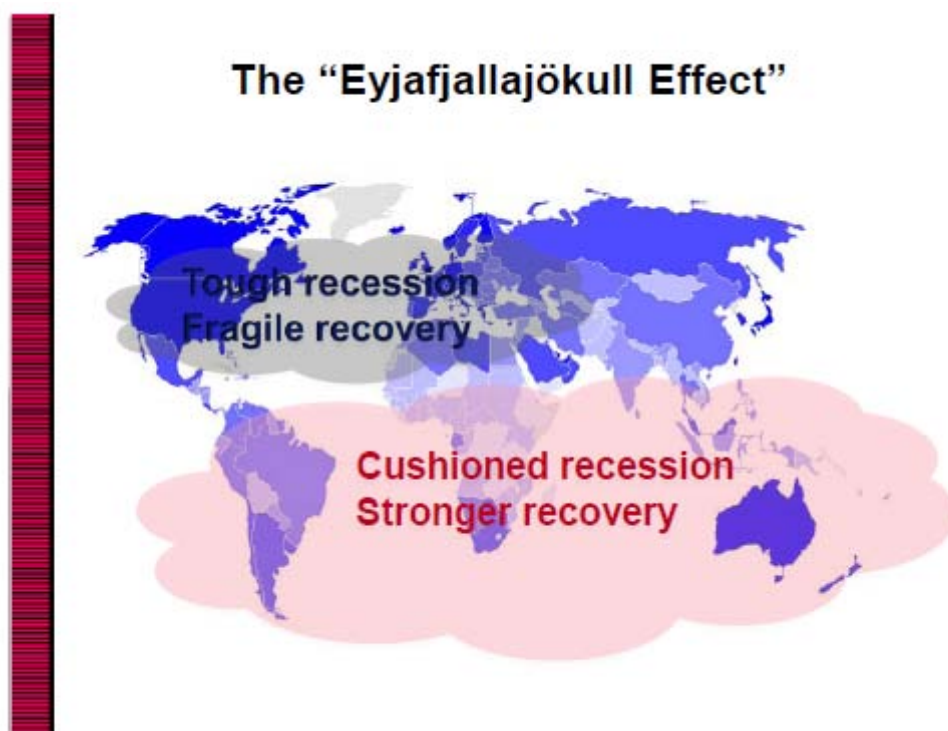 The “Eyjafjallajökull Effect”
Tough recession
Fragile recovery
Cushioned recession
Stronger recovery